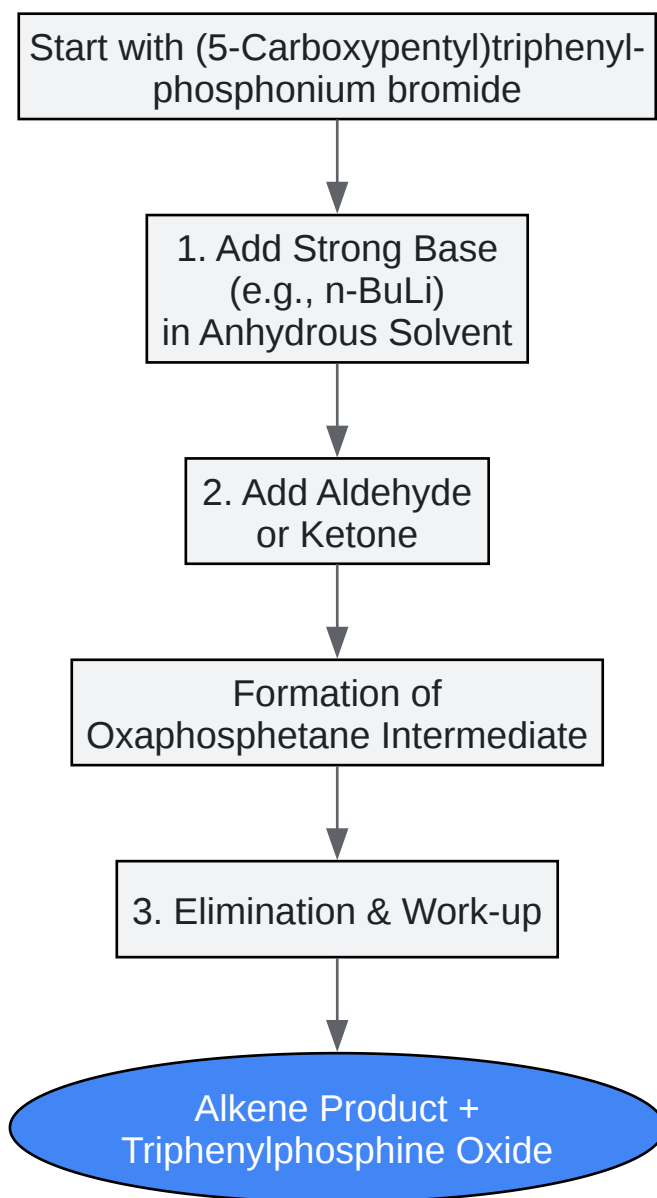 Start with (5-Carboxypentyl)triphenyl-
phosphonium bromide
1. Add Strong Base
(e.g., n-BuLi)
in Anhydrous Solvent
2. Add Aldehyde
or Ketone
Formation of
Oxaphosphetane Intermediate
3. Elimination & Work-up
Alkene Product +
Triphenylphosphine Oxide